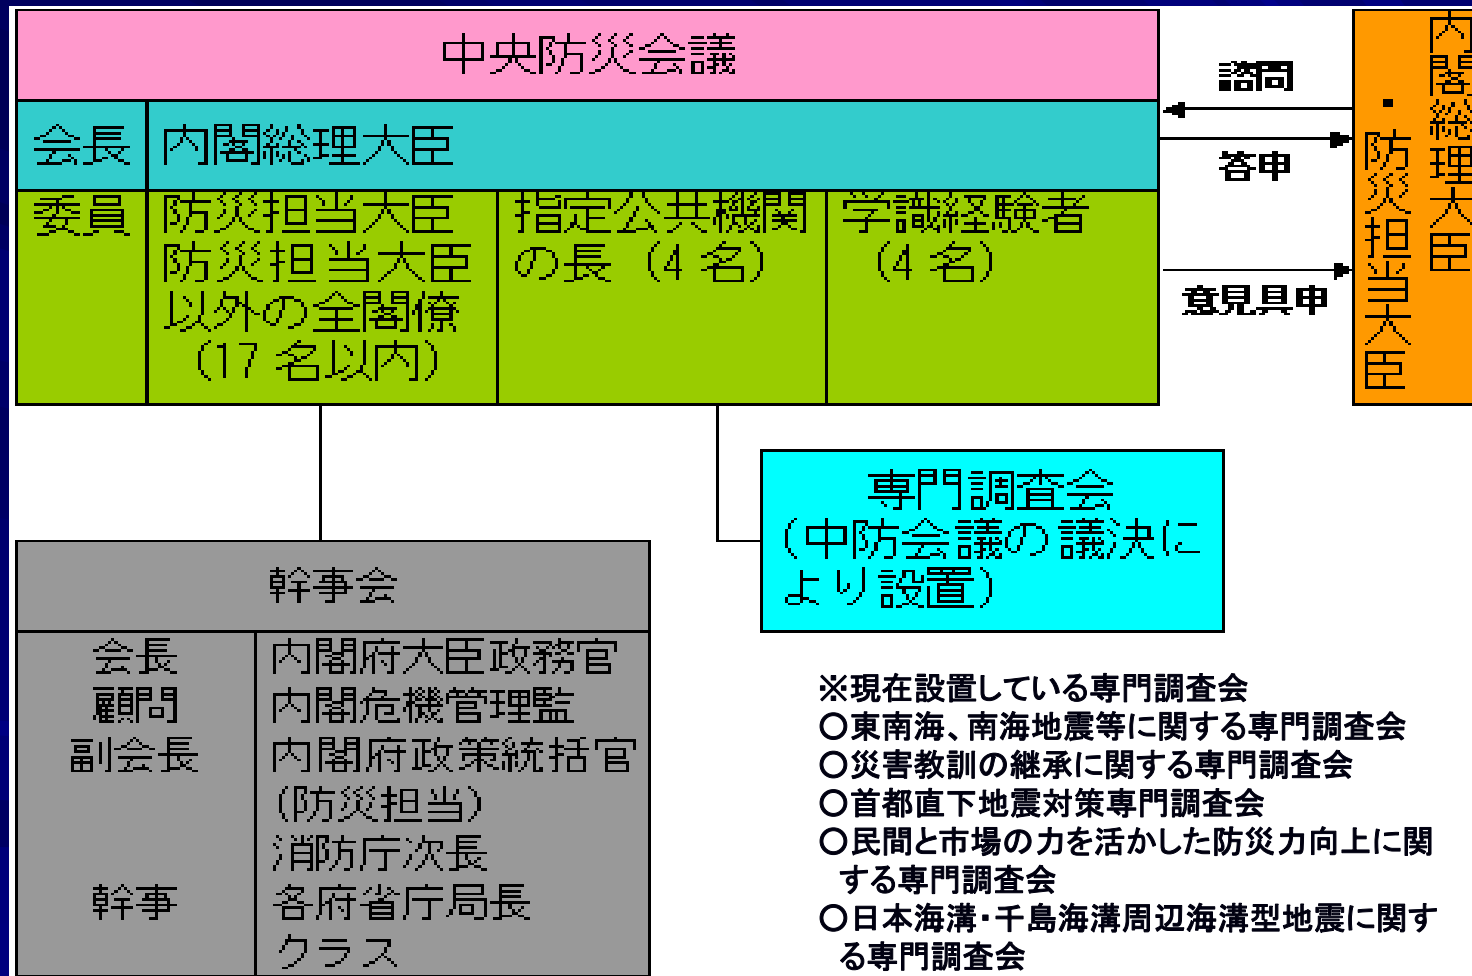 中央防災会議
会長 内閣総理大臣
委員
防災担当大臣
防災担当大臣
以外の全閣僚
(17 名以内)
指定公共機関
の長(4 名)
学識経験者
(4 名)
諮問
答申
意見具申
内閣総理大臣
・防災担当大臣
専門調査会
(中防会議の議決に
より設置)
幹事会
会長 内閣府大臣政務官
顧問 内閣危機管理監
副会長 内閣府政策統括官
(防災担当)
消防庁次長
幹事 各府省庁局長
クラス
※現在設置している専門調査会
○東南海、南海地震等に関する専門調査会
○災害教訓の継承に関する専門調査会
○首都直下地震対策専門調査会
○民間と市場の力を活かした防災力向上に関
する専門調査会
○日本海溝・千島海溝周辺海溝型地震に関す
る専門調査会